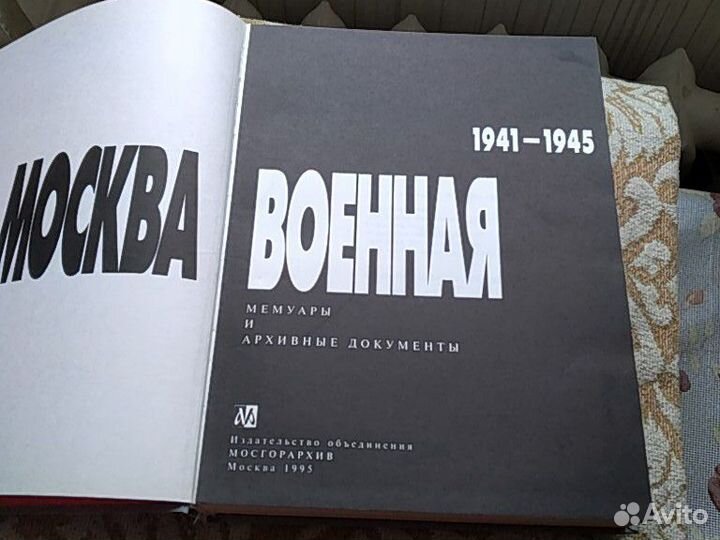 МОСКВА
1941–1945
ВОЕННАЯ
МЕМУАРЫ
И
АРХИВНЫЕ ДОКУМЕНТЫ
Издательство объединения
МОСГОРАРХИВ
Москва 1995
Avito